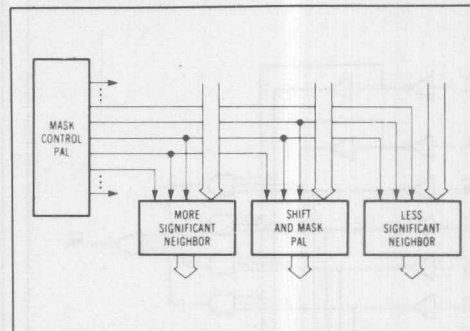 MASK
CONTROL
PAL
MORE
SIGNIFICANT
NEIGHBOR
SHIFT
AND MASK
PAL
LESS
SIGNIFICANT
NEIGHBOR